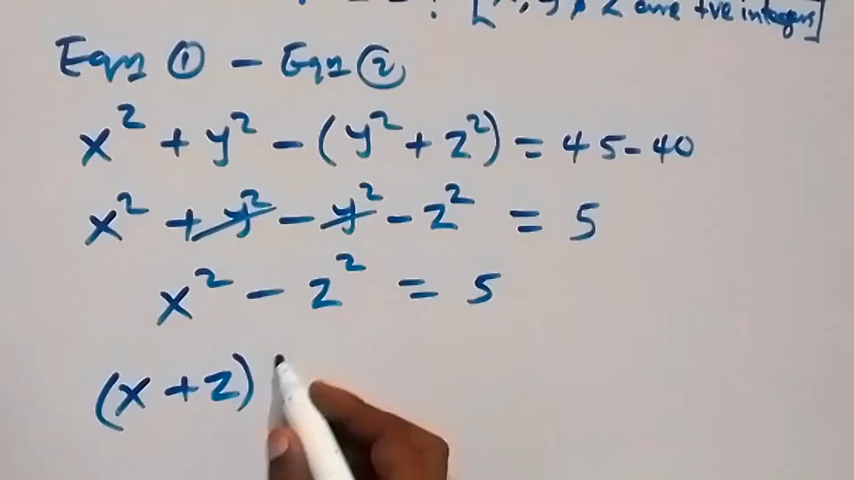 are +ve integers]
Eqn ① - Eqn ②
x² + y² - (y² + z²) = 45-40
x² + y² - y² - z² = 5
x² - z² = 5
(x + z)